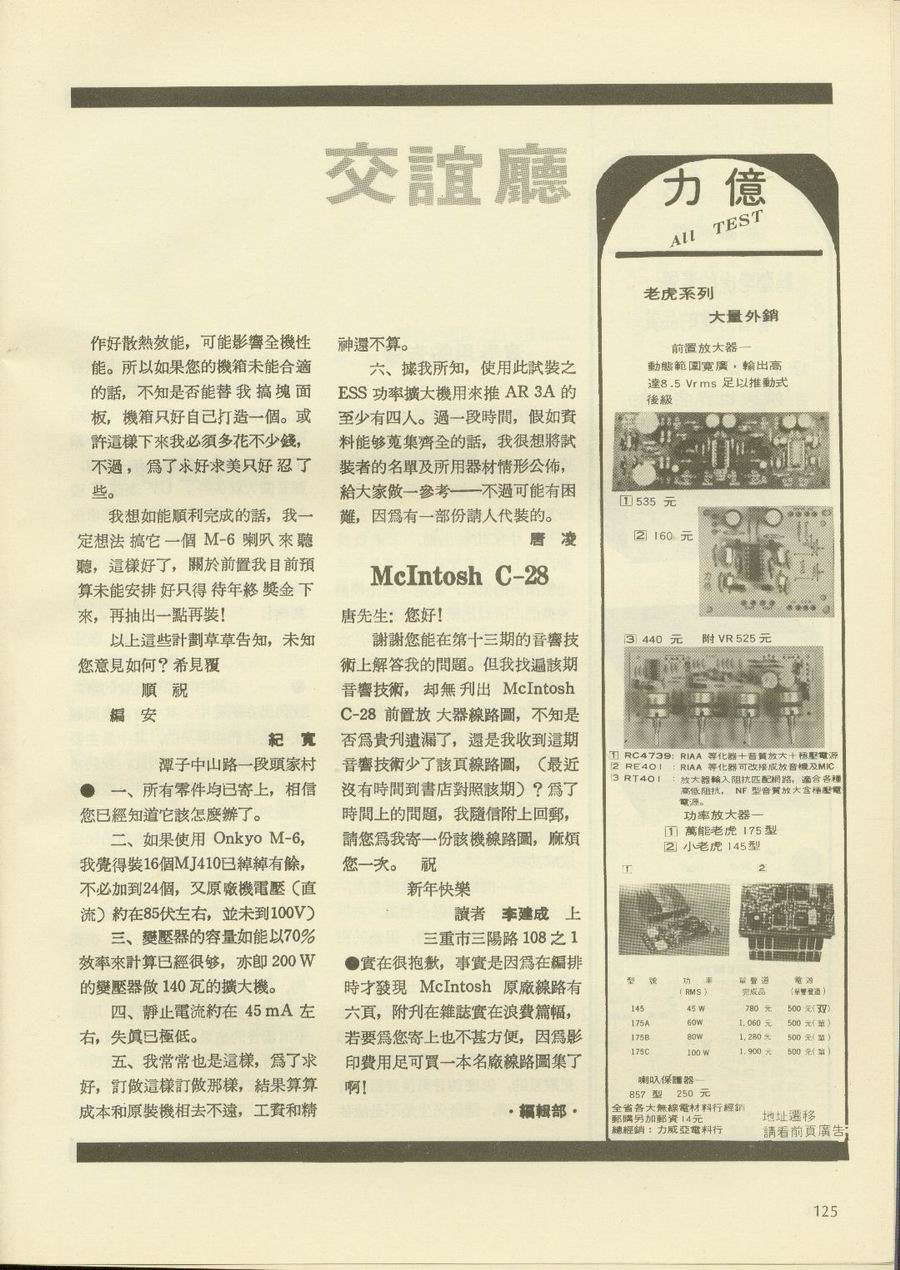 交誼廳
作好散熱效能，可能影響全機性
能。所以如果您的機箱未能合適
的話，不知是否能替我搞塊面
板，機箱只好自己打造一個。或
許這樣下來我必須多花不少錢，
不過，爲了求好求美只好忍了
些。
我想如能順利完成的話，我一
定想法搞它一個 M-6 喇叭來聽
聽，這樣好了，關於前置我目前預
算未能安排好只得待年終獎金下
來，再抽出一點再裝！
以上這些計劃草草告知，未知
您意見如何？希見覆
順 祝
編 安
紀 寬
潭子中山路一段頭家村
● 一、所有零件均已寄上，相信
您已經知道它該怎麼辦了。
二、如果使用 Onkyo M-6，
我覺得裝16個MJ410已綽綽有餘，
不必加到24個，又原廠機電壓（直
流）約在85伏左右，並未到100V）
三、變壓器的容量如能以70%
效率來計算已經很够，亦卽 200 W
的變壓器做 140 瓦的擴大機。
四、靜止電流約在 45 mA 左
右，失眞已極低。
五、我常常也是這樣，爲了求
好，訂做這樣訂做那樣，結果算算
成本和原裝機相去不遠，工資和精
神還不算。
六、據我所知，使用此試裝之
ESS 功率擴大機用來推 AR 3A 的
至少有四人。過一段時間，假如資
料能够蒐集齊全的話，我很想將試
裝者的名單及所用器材情形公佈，
給大家做一參考——不過可能有困
難，因爲有一部份請人代裝的。
唐 凌
McIntosh C-28
唐先生：您好！
謝謝您能在第十三期的音響技
術上解答我的問題。但我找遍該期
音響技術，却無刋出 McIntosh
C-28 前置放大器線路圖，不知是
否爲貴刋遺漏了，還是我收到這期
音響技術少了該頁線路圖，（最近
沒有時間到書店對照該期）？爲了
時間上的問題，我隨信附上回郵，
請您爲我寄一份該機線路圖，麻煩
您一次。 祝
新年快樂
讀者 李建成 上
三重市三陽路 108 之 1
●實在很抱歉，事實是因爲在編排
時才發現 McIntosh 原廠線路有
六頁，附刋在雜誌實在浪費篇幅，
若要爲您寄上也不甚方便，因爲影
印費用足可買一本名廠線路圖集了
啊！
·編輯部·
力億
All TEST
老虎系列
大量外銷
前置放大器—
動態範圍寬廣，輸出高
達8.5 Vrms 足以推動式
後級
1 535 元
2 160 元
力億
3 440 元 附 VR 525 元
1 RC4739: RIAA 等化器＋音質放大＋穩壓電源
2 RE401 : RIAA 等化器可改接成放音機及MIC
3 RT401 : 放大器輸入阻抗匹配網路，適合各種
高低阻抗， NF 型音質放大含穩壓電
電源。
功率放大器—
1 萬能老虎 175 型
2 小老虎 145型
1 2
型 號 功 率 單聲道 電 源
（RMS） 完成品 （單雙聲道）
145 45 W 780 元 500 元(双)
175A 60W 1,060 元 500 元(單)
175B 80W 1,280 元 500 元(單)
175C 100 W 1,900 元 500 元(單)
喇叭保護器—
857 型 250 元
全省各大無線電材料行經銷
郵購另加郵資14元
總經銷：力威亞電料行
地址遷移
請看前頁廣告
125